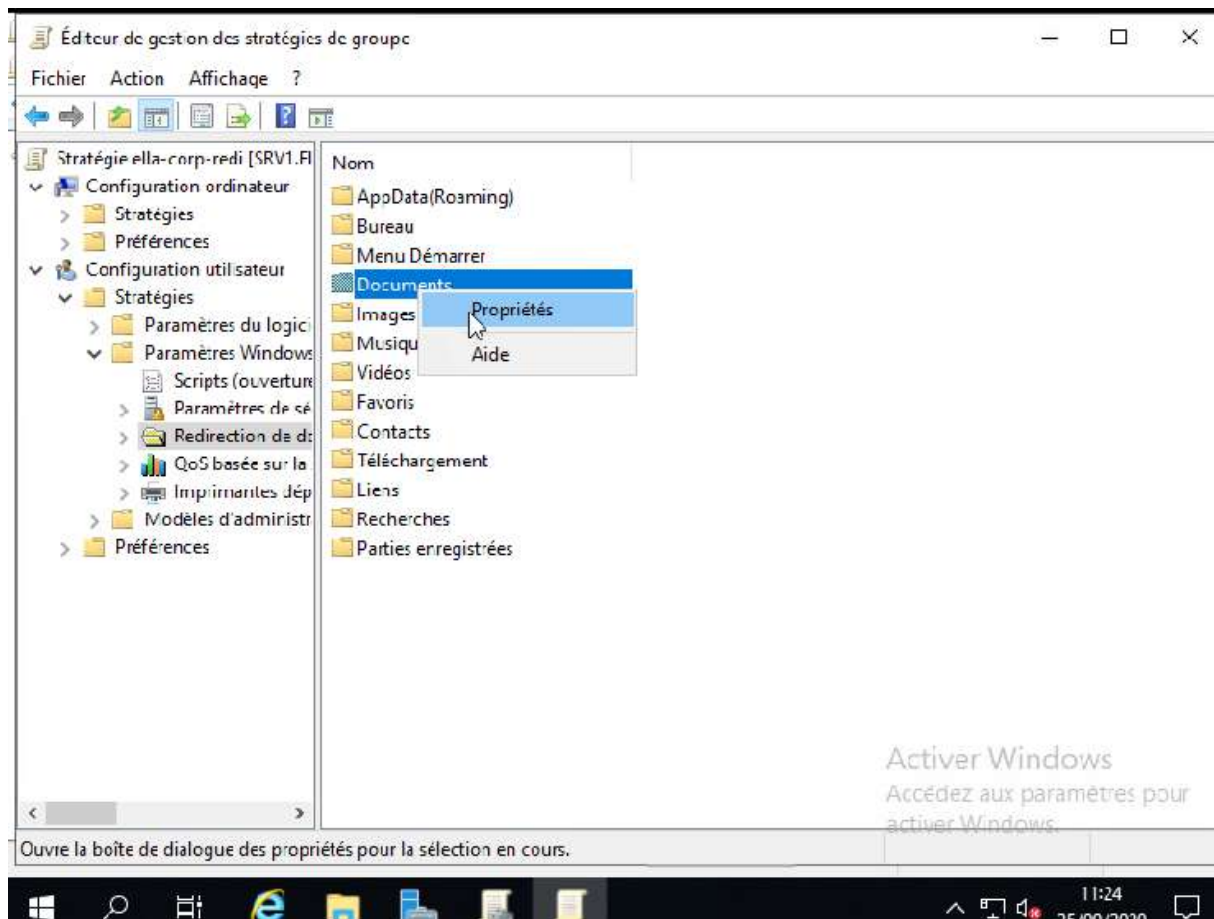 Éditeur de gestion des stratégies de groupe
Fichier Action Affichage ?
Stratégie ella-corp-redi [SRV1.El
Configuration ordinateur
Stratégies
Préférences
Configuration utilisateur
Stratégies
Paramètres du logici
Paramètres Windows
Scripts (ouverture
Paramètres de sé
Redirection de do
QoS basée sur la
Imprimantes dép
Modèles d'administr
Préférences
Nom
AppData(Roaming)
Bureau
Menu Démarrer
Documents
Images
Musiqu
Vidéos
Favoris
Contacts
Téléchargement
Liens
Recherches
Parties enregistrées
Propriétés
Aide
Activer Windows
Accédez aux paramètres pour
activer Windows.
Ouvre la boîte de dialogue des propriétés pour la sélection en cours.
11:24